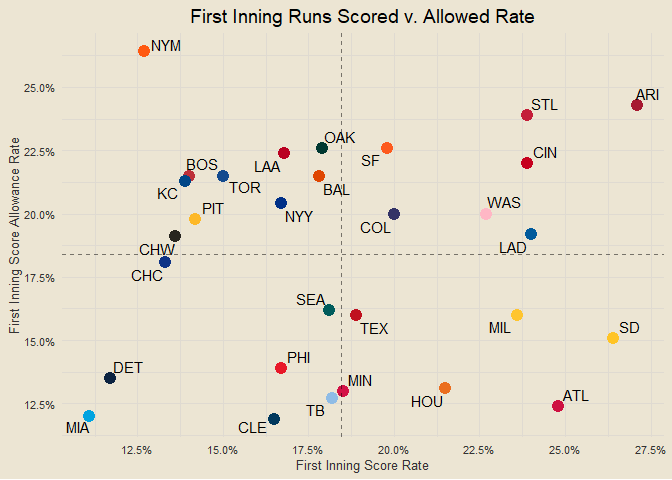 First Inning Runs Scored v. Allowed Rate
NYM
25.0%
ARI
STL
OAK
22.5%
CIN
SF
BOS
LAA
TOR
BAL
KC
PIT
NYY
WAS
20.0%
COL
CHW
LAD
CHC
17.5%
SEA
TEX
MIL
SD
15.0%
PHI
DET
MIN
ATL
HOU
12.5%
TB
MIA
CLE
12.5%
15.0%
17.5%
20.0%
22.5%
25.0%
27.5%
First Inning Score Rate
First Inning Score Allowance Rate